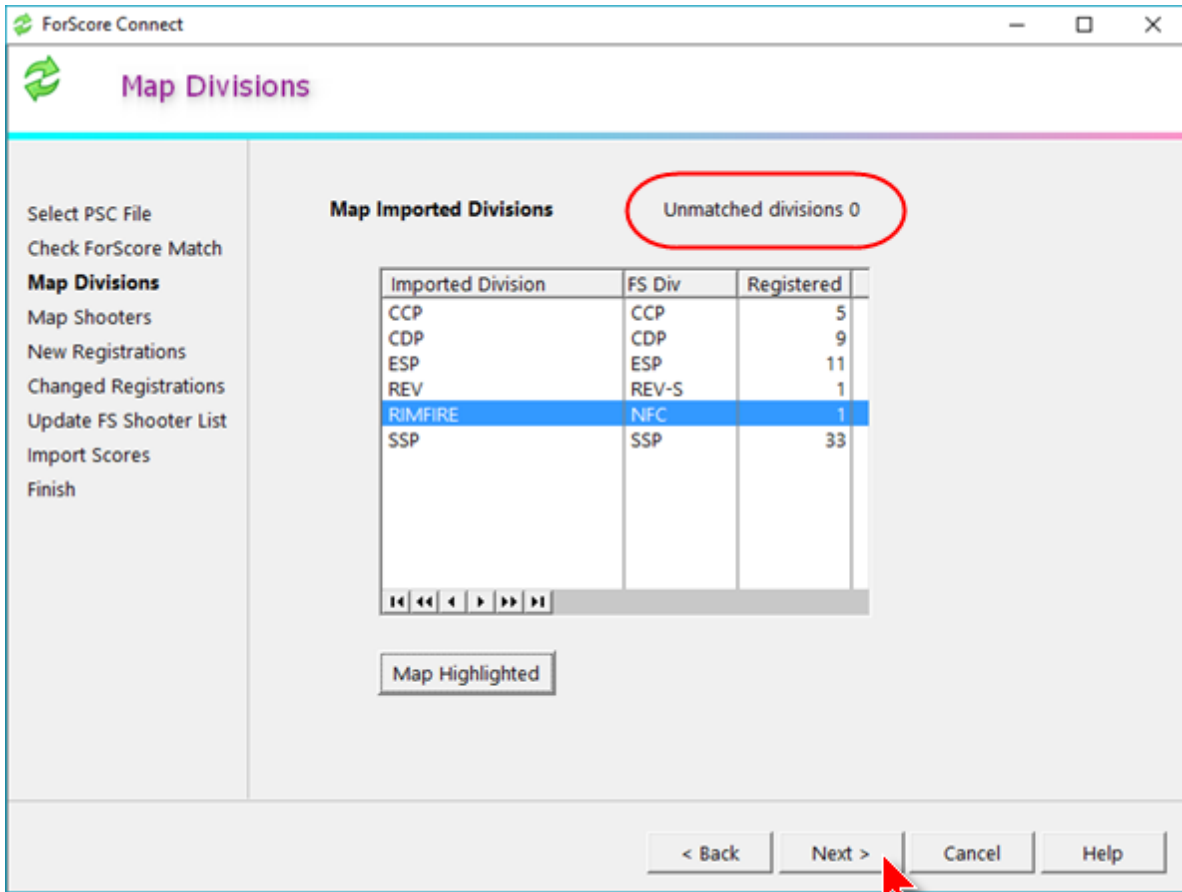 ForScore Connect
Map Divisions
Select PSC File
Check ForScore Match
Map Divisions
Map Shooters
New Registrations
Changed Registrations
Update FS Shooter List
Import Scores
Finish
Map Imported Divisions Unmatched divisions 0
Imported Division FS Div Registered
CCP CCP 5
CDP CDP 9
ESP ESP 11
REV REV-S 1
RIMFIRE NFC 1
SSP SSP 33
Map Highlighted
< Back Next > Cancel Help